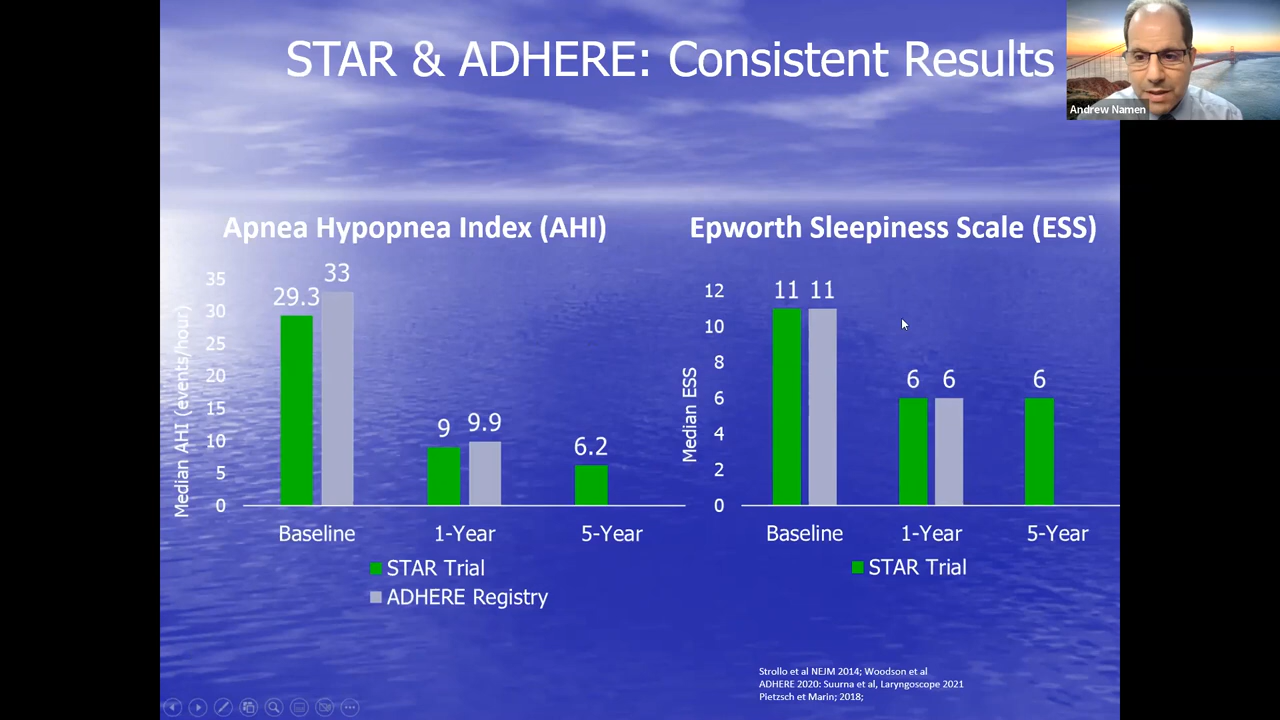 STAR & ADHERE: Consistent Results
Andrew Namen
Apnea Hypopnea Index (AHI)
Median AHI (events/hour)
35
30
25
20
15
10
5
0
29.3
33
9
9.9
6.2
Baseline
1-Year
5-Year
STAR Trial
ADHERE Registry
Epworth Sleepiness Scale (ESS)
Median ESS
12
10
8
6
4
2
0
11
11
6
6
6
Baseline
1-Year
5-Year
STAR Trial
Strollo et al NEJM 2014; Woodson et al
ADHERE 2020: Suurna et al, Laryngoscope 2021
Pietzsch et Marin; 2018;